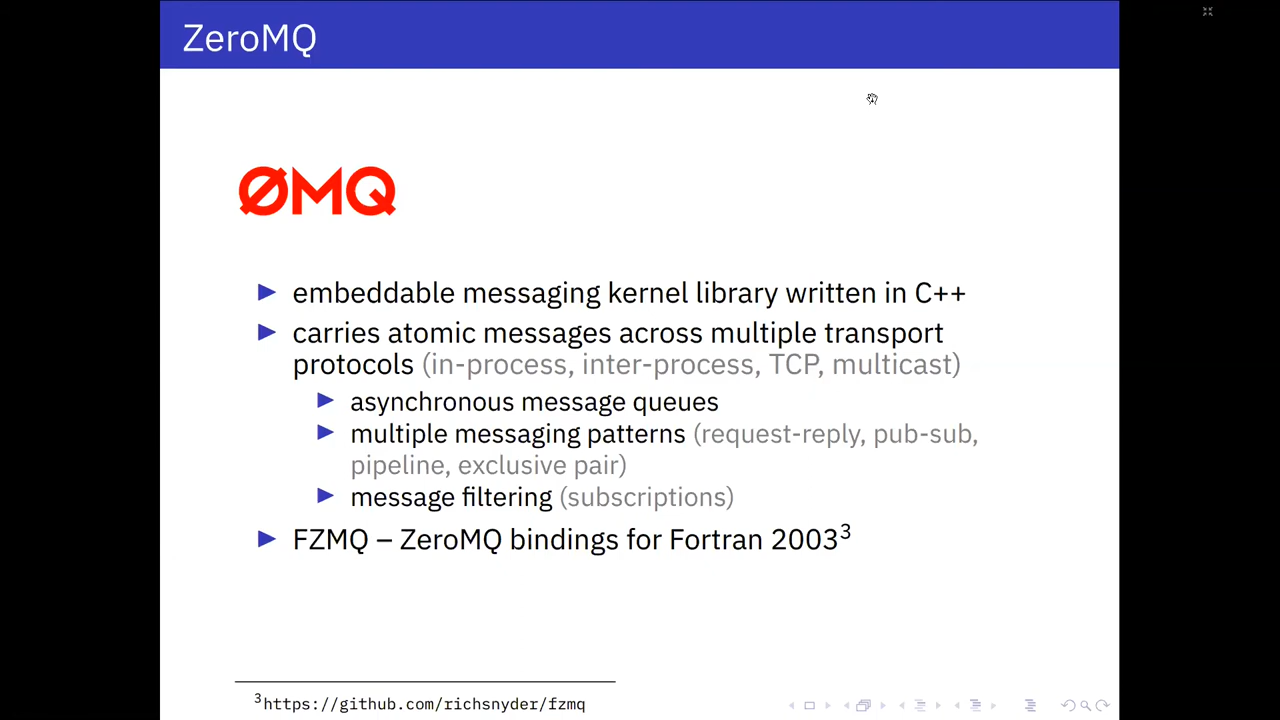 ZeroMQ
ØMQ
▶ embeddable messaging kernel library written in C++
▶ carries atomic messages across multiple transport
protocols (in-process, inter-process, TCP, multicast)
▶ asynchronous message queues
▶ multiple messaging patterns (request-reply, pub-sub,
pipeline, exclusive pair)
▶ message filtering (subscriptions)
▶ FZMQ – ZeroMQ bindings for Fortran 2003³
³https://github.com/richsnyder/fzmq